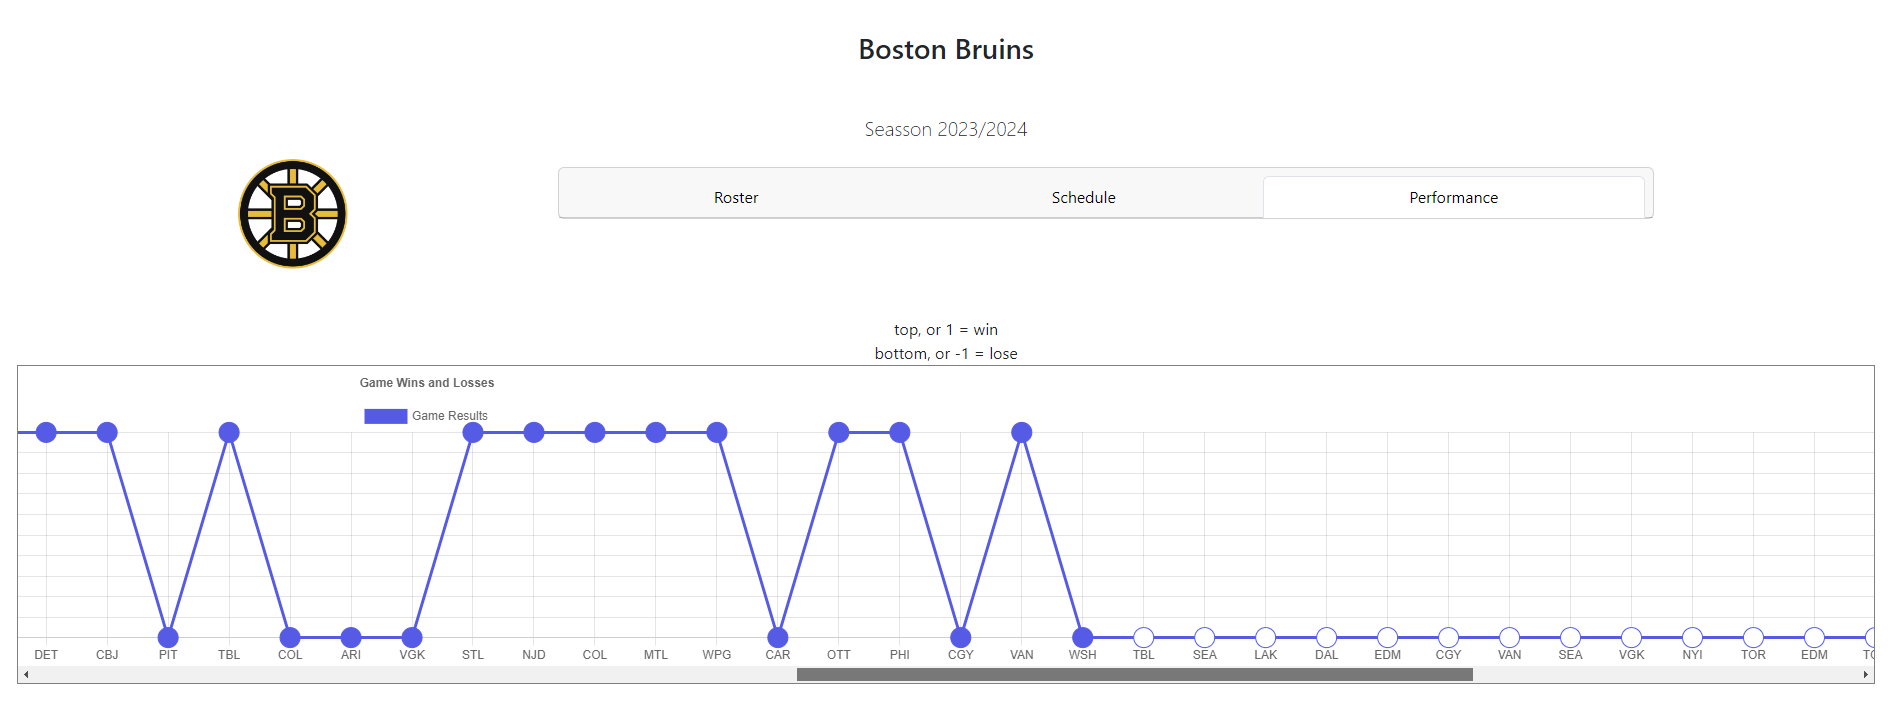 Boston Bruins
Seasson 2023/2024
B
Roster Schedule Performance
top, or 1 = win
bottom, or -1 = lose
Game Wins and Losses
Game Results
DET CBJ PIT TBL COL ARI VGK STL NJD COL MTL WPG CAR OTT PHI CGY VAN WSH TBL SEA LAK DAL EDM CGY VAN SEA VGK NYI TOR EDM